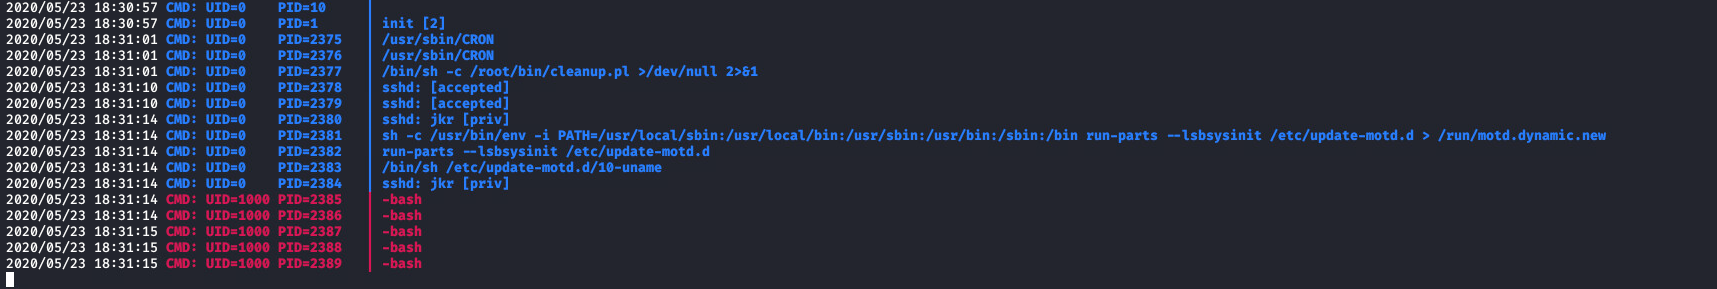 2020/05/23 18:30:57 CMD: UID=0    PID=10     |
2020/05/23 18:30:57 CMD: UID=0    PID=1      | init [2]
2020/05/23 18:31:01 CMD: UID=0    PID=2375   | /usr/sbin/CRON
2020/05/23 18:31:01 CMD: UID=0    PID=2376   | /usr/sbin/CRON
2020/05/23 18:31:01 CMD: UID=0    PID=2377   | /bin/sh -c /root/bin/cleanup.pl >/dev/null 2>&1
2020/05/23 18:31:10 CMD: UID=0    PID=2378   | sshd: [accepted]
2020/05/23 18:31:10 CMD: UID=0    PID=2379   | sshd: [accepted]
2020/05/23 18:31:14 CMD: UID=0    PID=2380   | sshd: jkr [priv]
2020/05/23 18:31:14 CMD: UID=0    PID=2381   | sh -c /usr/bin/env -i PATH=/usr/local/sbin:/usr/local/bin:/usr/sbin:/usr/bin:/sbin:/bin run-parts --lsbsysinit /etc/update-motd.d > /run/motd.dynamic.new
2020/05/23 18:31:14 CMD: UID=0    PID=2382   | run-parts --lsbsysinit /etc/update-motd.d
2020/05/23 18:31:14 CMD: UID=0    PID=2383   | /bin/sh /etc/update-motd.d/10-uname
2020/05/23 18:31:14 CMD: UID=0    PID=2384   | sshd: jkr [priv]
2020/05/23 18:31:14 CMD: UID=1000 PID=2385   | -bash
2020/05/23 18:31:14 CMD: UID=1000 PID=2386   | -bash
2020/05/23 18:31:15 CMD: UID=1000 PID=2387   | -bash
2020/05/23 18:31:15 CMD: UID=1000 PID=2388   | -bash
2020/05/23 18:31:15 CMD: UID=1000 PID=2389   | -bash